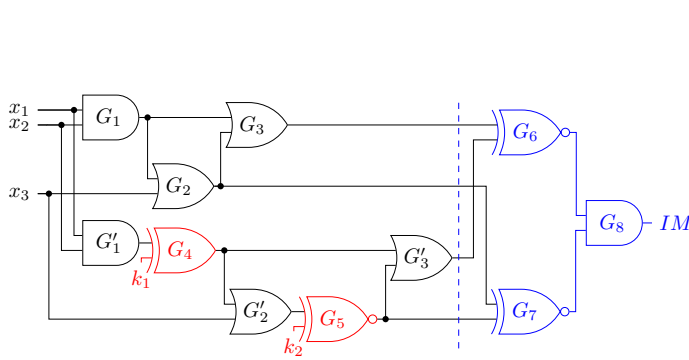 x₁
x₂
G₁
G₃
G₆
x₃
G₂
G₈
IM
G′₁
G₄
G′₃
k₁
G′₂
G₅
G₇
k₂